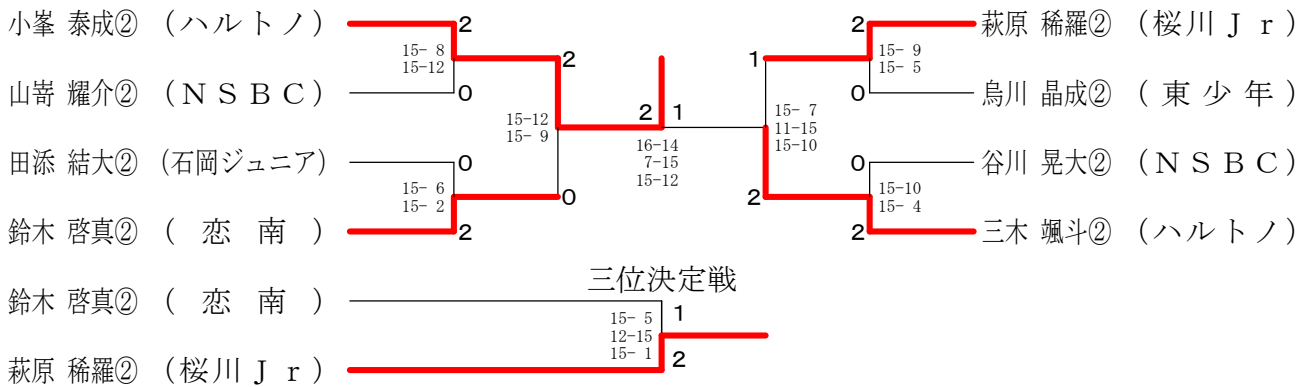 小峯 泰成② (ハルトノ) 2 2 萩原 稀羅② (桜川Jr)
15- 8 2 1 15- 9
15-12 15- 5
山嵜 耀介② (NSBC) 0 0 烏川 晶成② (東少年)
15-12 2 1 15- 7
15- 9 11-15
16-14 15-10
7-15
15-12
田添 結大② (石岡ジュニア) 0 0 谷川 晃大② (NSBC)
15- 6 0 2 15-10
15- 2 15- 4
鈴木 啓真② (恋南) 2 2 三木 颯斗② (ハルトノ)
三位決定戦
鈴木 啓真② (恋南)
15- 5 1
12-15
15- 1 2
萩原 稀羅② (桜川Jr)